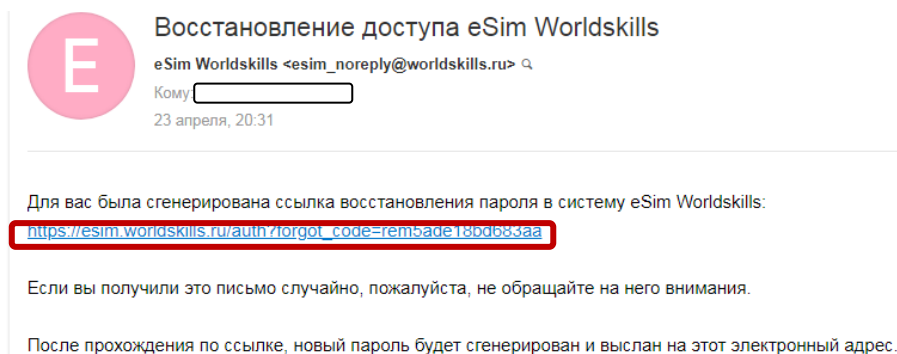 E
Восстановление доступа eSim Worldskills
eSim Worldskills <esim_noreply@worldskills.ru>
Кому:
23 апреля, 20:31
Для вас была сгенерирована ссылка восстановления пароля в систему eSim Worldskills:
https://esim.worldskills.ru/auth?forgot_code=rem5ade18bd683aa
Если вы получили это письмо случайно, пожалуйста, не обращайте на него внимания.
После прохождения по ссылке, новый пароль будет сгенерирован и выслан на этот электронный адрес.